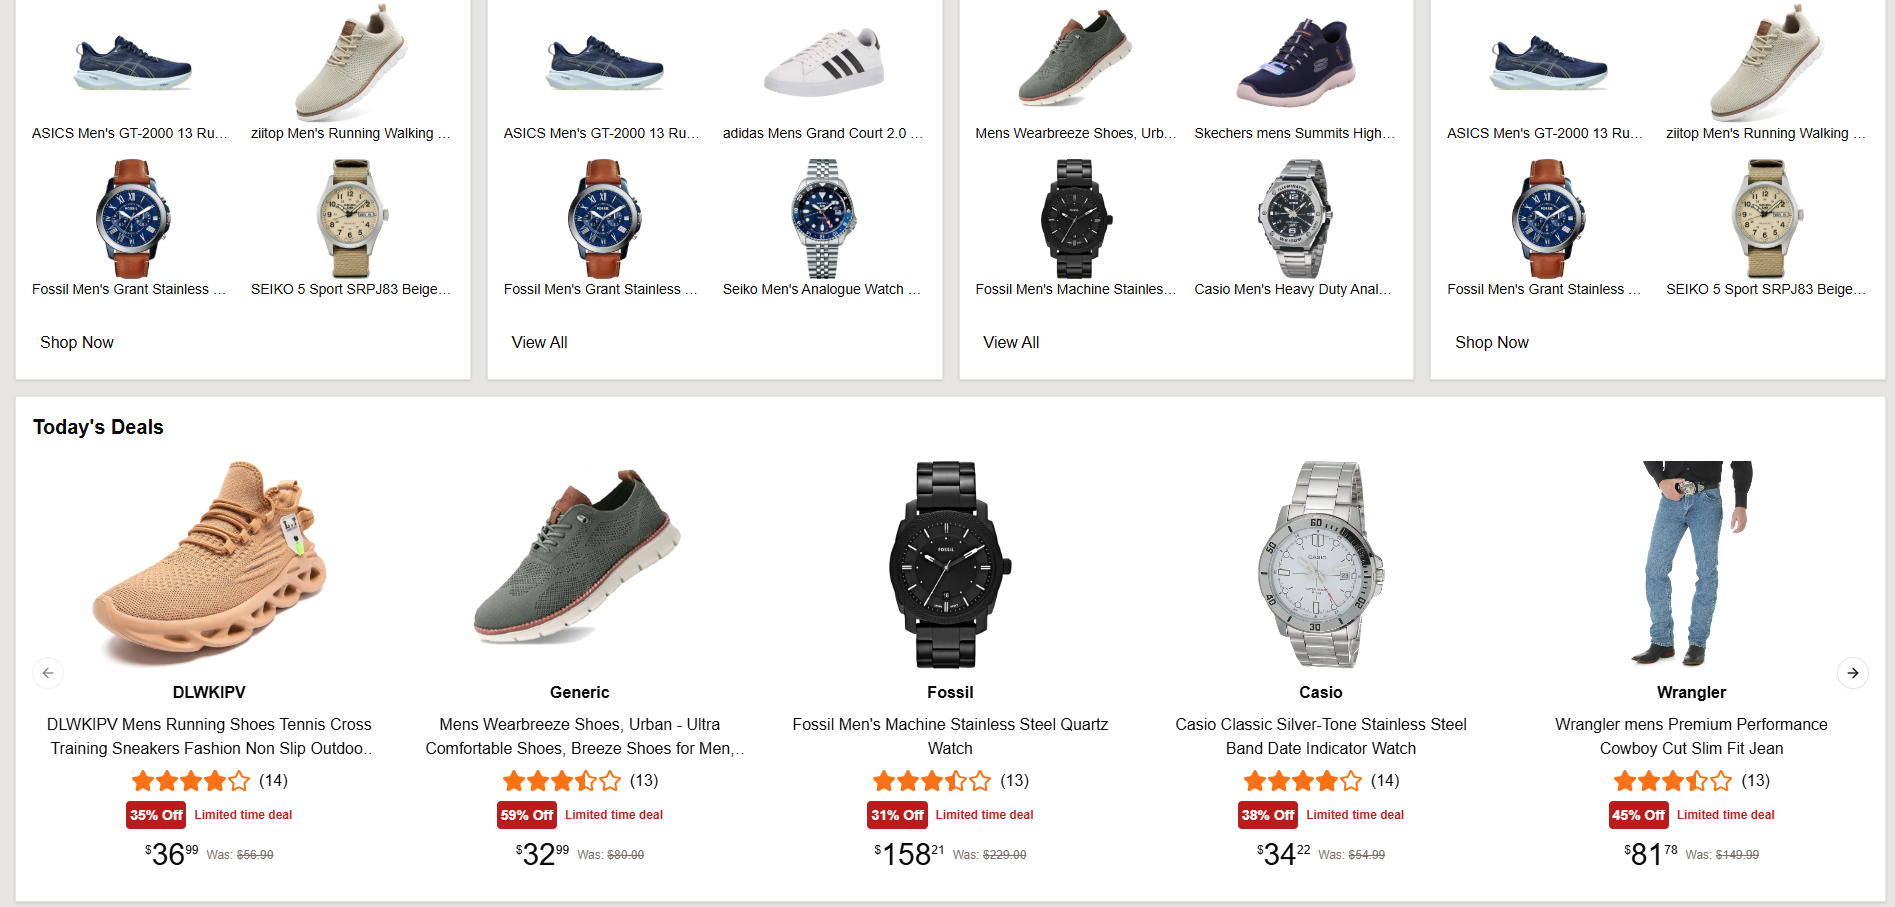 ASICS Men's GT-2000 13 Ru...
ziitop Men's Running Walking ...
Fossil Men's Grant Stainless ...
SEIKO 5 Sport SRPJ83 Beige...
Shop Now
ASICS Men's GT-2000 13 Ru...
adidas Mens Grand Court 2.0 ...
Fossil Men's Grant Stainless ...
Seiko Men's Analogue Watch ...
View All
Mens Wearbreeze Shoes, Urb...
Skechers mens Summits High...
Fossil Men's Machine Stainles...
Casio Men's Heavy Duty Anal...
View All
ASICS Men's GT-2000 13 Ru...
ziitop Men's Running Walking ...
Fossil Men's Grant Stainless ...
SEIKO 5 Sport SRPJ83 Beige...
Shop Now
Today's Deals
DLWKIPV
DLWKIPV Mens Running Shoes Tennis Cross
Training Sneakers Fashion Non Slip Outdoo...
(14)
35% Off Limited time deal
$36.99 Was: $56.90
Generic
Mens Wearbreeze Shoes, Urban - Ultra
Comfortable Shoes, Breeze Shoes for Men,...
(13)
59% Off Limited time deal
$32.99 Was: $80.00
FOSSIL
Fossil
Fossil Men's Machine Stainless Steel Quartz
Watch
(13)
31% Off Limited time deal
$158.21 Was: $229.00
60
50
CASIO
40
20
30
Casio
Casio Classic Silver-Tone Stainless Steel
Band Date Indicator Watch
(14)
38% Off Limited time deal
$34.22 Was: $54.99
Wrangler
Wrangler mens Premium Performance
Cowboy Cut Slim Fit Jean
(13)
45% Off Limited time deal
$81.78 Was: $149.99